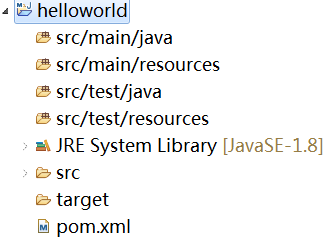 helloworld
src/main/java
src/main/resources
src/test/java
src/test/resources
JRE System Library [JavaSE-1.8]
src
target
pom.xml